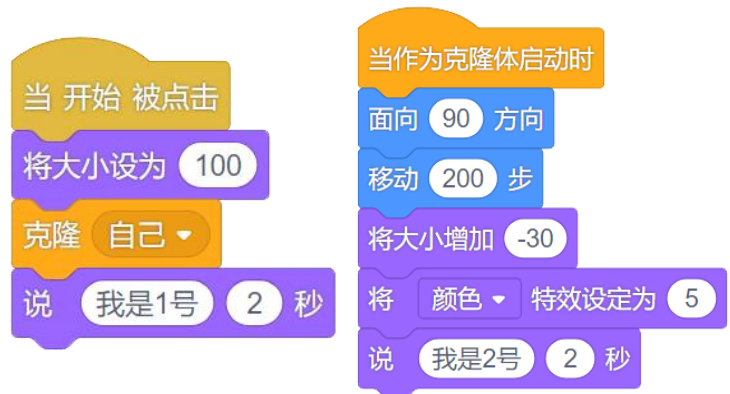 当 开始 被点击
将大小设为 100
克隆 自己
说 我是1号 2 秒
当作为克隆体启动时
面向 90 方向
移动 200 步
将大小增加 -30
将 颜色 特效设定为 5
说 我是2号 2 秒